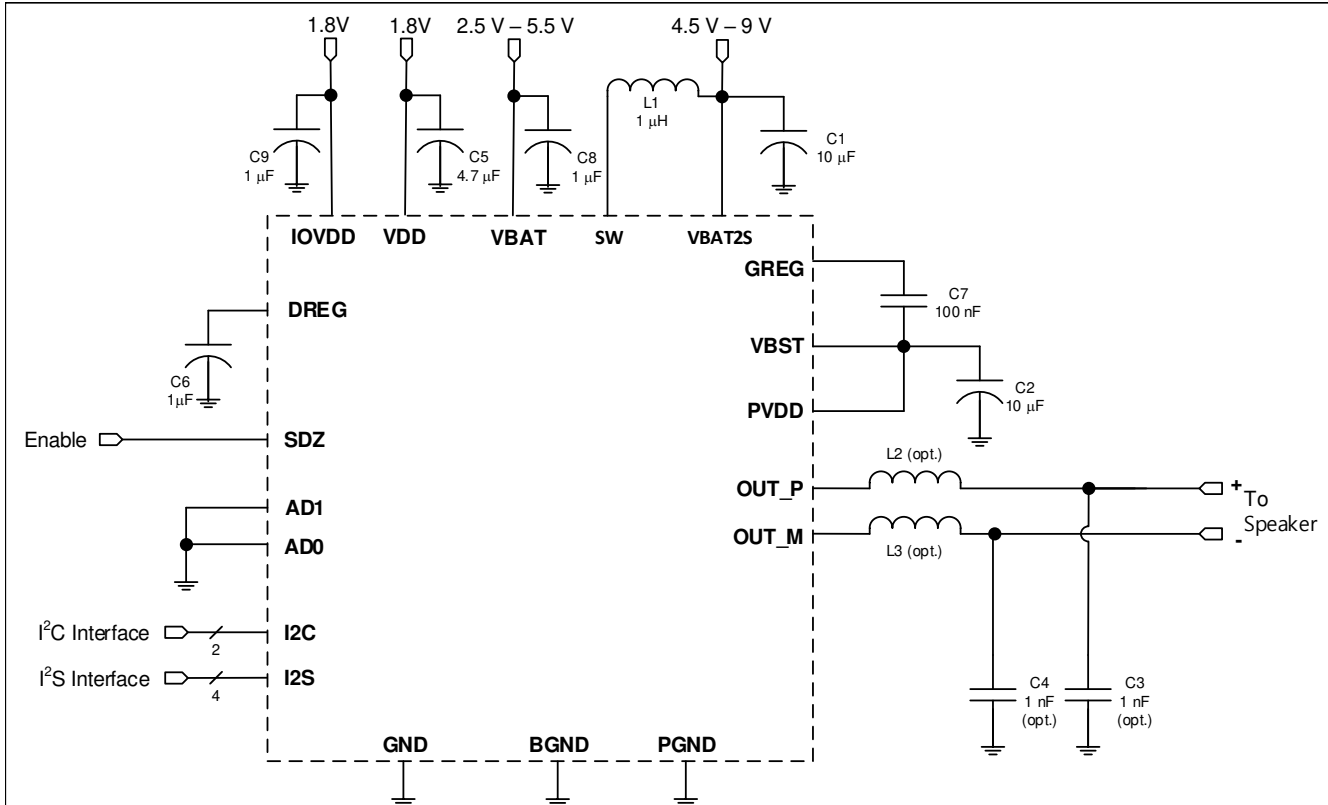 1.8V
1.8V
2.5 V – 5.5 V
4.5 V – 9 V
L1
1 μH
C9
1 μF
C5
4.7 μF
C8
1 μF
C1
10 μF
IOVDD
VDD
VBAT
SW
VBAT2S
GREG
DREG
C7
100 nF
VBST
C6
1μF
C2
10 μF
PVDD
Enable
SDZ
L2 (opt.)
OUT_P
+
To
Speaker
-
AD1
AD0
OUT_M
L3 (opt.)
I²C Interface
2
I2C
I²S Interface
4
I2S
C4
1 nF
(opt.)
C3
1 nF
(opt.)
GND
BGND
PGND